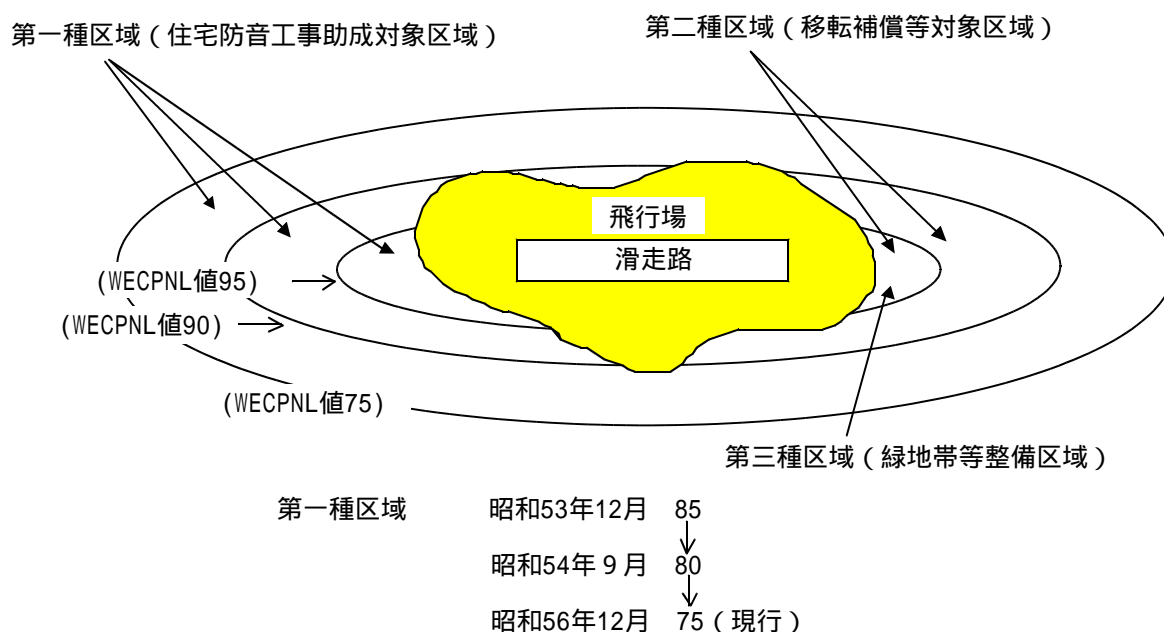 第一種区域（住宅防音工事助成対象区域）
第二種区域（移転補償等対象区域）
飛行場
滑走路
(WECPNL値95)
(WECPNL値90)
(WECPNL値75)
第三種区域（緑地帯等整備区域）
第一種区域 昭和53年12月 85
昭和54年９月 80
昭和56年12月 75（現行）